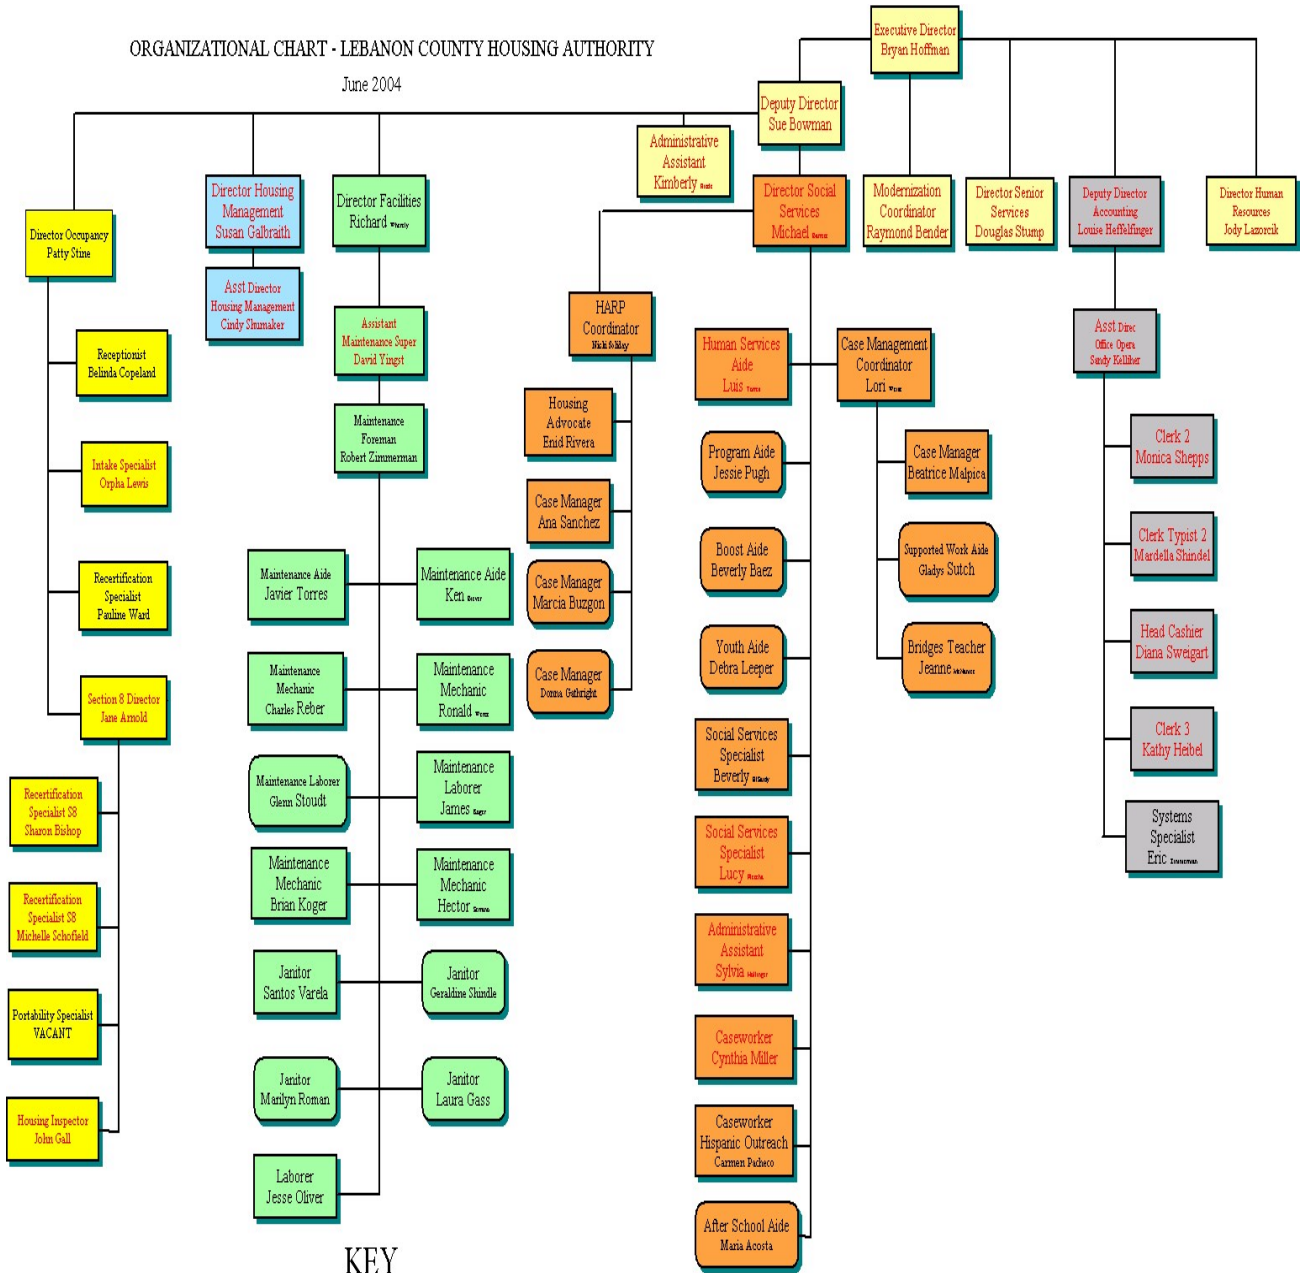 ORGANIZATIONAL CHART - LEBANON COUNTY HOUSING AUTHORITY
June 2004
Executive Director
Bryan Hoffman
Deputy Director
Sue Bowman
Administrative
Assistant
Kimberly
Director Social
Services
Michael
Modernization
Coordinator
Raymond Bender
Director Senior
Services
Douglas Stump
Deputy Director
Accounting
Louise Heffelfinger
Director Human
Resources
Jody Lazorcik
Director Occupancy
Patty Stine
Director Housing
Management
Susan Galbraith
Director Facilities
Richard
Asst Director
Housing Management
Cindy Shumaker
Assistant
Maintenance Super
David Yingst
Maintenance
Foreman
Robert Zimmerman
Receptionist
Belinda Copeland
Intake Specialist
Orpha Lewis
Recertification
Specialist
Pauline Ward
Section 8 Director
Jane Arnold
Recertification
Specialist S8
Sharon Bishop
Recertification
Specialist S8
Michelle Schofield
Portability Specialist
VACANT
Housing Inspector
John Gall
Maintenance Aide
Javier Torres
Maintenance Aide
Ken
Maintenance
Mechanic
Charles Reber
Maintenance
Mechanic
Ronald
Maintenance Laborer
Glenn Stoudt
Maintenance
Laborer
James
Maintenance
Mechanic
Brian Koger
Maintenance
Mechanic
Hector
Janitor
Santos Varela
Janitor
Geraldine Shindle
Janitor
Marilyn Roman
Janitor
Laura Gass
Laborer
Jesse Oliver
HARP
Coordinator
Nicki Soliday
Housing
Advocate
Enid Rivera
Case Manager
Ana Sanchez
Case Manager
Marcia Buzgon
Case Manager
Donna Gathright
Human Services
Aide
Luis
Case Management
Coordinator
Lori
Program Aide
Jessie Pugh
Boost Aide
Beverly Baez
Youth Aide
Debra Leeper
Social Services
Specialist
Beverly
Social Services
Specialist
Lucy
Administrative
Assistant
Sylvia
Caseworker
Cynthia Miller
Caseworker
Hispanic Outreach
Carmen Pacheco
After School Aide
Maria Acosta
Case Manager
Beatrice Malpica
Supported Work Aide
Gladys Sutch
Bridges Teacher
Jeanne
Asst Direc
Office Opera
Sandy Kelliher
Clerk 2
Monica Shepps
Clerk Typist 2
Mardella Shindel
Head Cashier
Diana Sweigart
Clerk 3
Kathy Heibel
Systems
Specialist
Eric
KEY